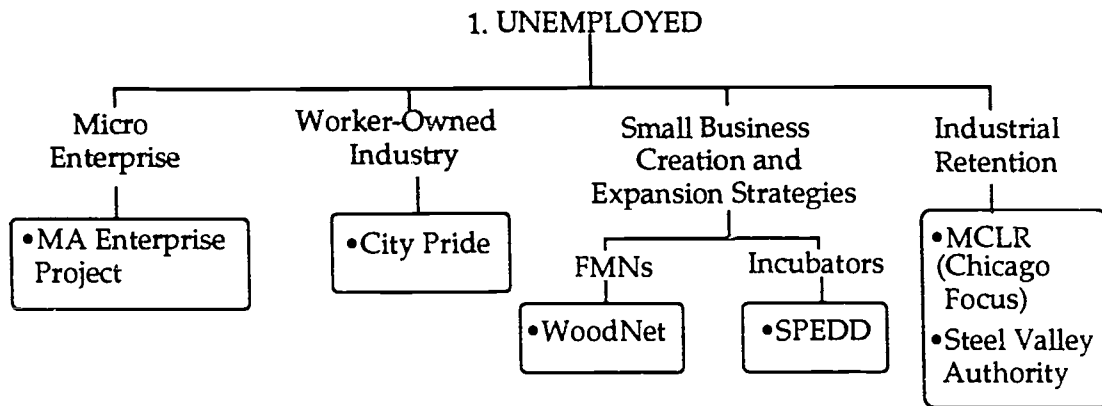 1. UNEMPLOYED
Micro
Enterprise
•MA Enterprise
Project
Worker-Owned
Industry
•City Pride
Small Business
Creation and
Expansion Strategies
FMNs
•WoodNet
Incubators
•SPEDD
Industrial
Retention
•MCLR
(Chicago
Focus)
•Steel Valley
Authority